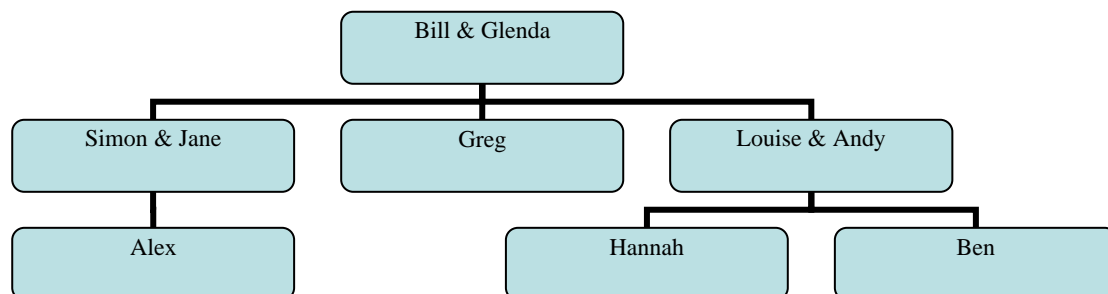 Bill & Glenda
Simon & Jane
Greg
Louise & Andy
Alex
Hannah
Ben